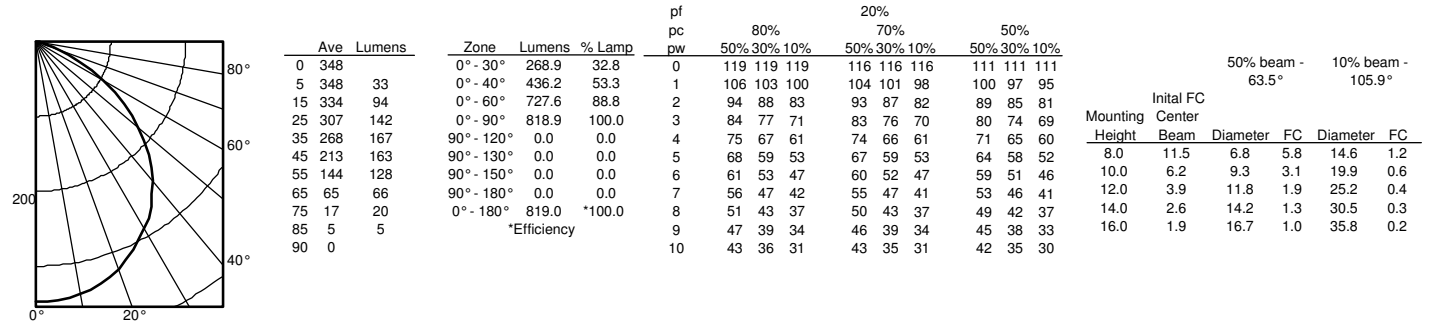 80°
60°
200
40°
0° 20°
Ave Lumens
0 348
5 348 33
15 334 94
25 307 142
35 268 167
45 213 163
55 144 128
65 65 66
75 17 20
85 5 5
90 0
Zone Lumens % Lamp
0° - 30° 268.9 32.8
0° - 40° 436.2 53.3
0° - 60° 727.6 88.8
0° - 90° 818.9 100.0
90° - 120° 0.0 0.0
90° - 130° 0.0 0.0
90° - 150° 0.0 0.0
90° - 180° 0.0 0.0
0° - 180° 819.0 *100.0
*Efficiency
pf 20%
pc 80% 70% 50%
pw 50% 30% 10% 50% 30% 10% 50% 30% 10%
0 119 119 119 116 116 116 111 111 111
1 106 103 100 104 101 98 100 97 95
2 94 88 83 93 87 82 89 85 81
3 84 77 71 83 76 70 80 74 69
4 75 67 61 74 66 61 71 65 60
5 68 59 53 67 59 53 64 58 52
6 61 53 47 60 52 47 59 51 46
7 56 47 42 55 47 41 53 46 41
8 51 43 37 50 43 37 49 42 37
9 47 39 34 46 39 34 45 38 33
10 43 36 31 43 35 31 42 35 30
50% beam - 10% beam -
63.5° 105.9°
Inital FC
Mounting Center
Height Beam Diameter FC Diameter FC
8.0 11.5 6.8 5.8 14.6 1.2
10.0 6.2 9.3 3.1 19.9 0.6
12.0 3.9 11.8 1.9 25.2 0.4
14.0 2.6 14.2 1.3 30.5 0.3
16.0 1.9 16.7 1.0 35.8 0.2